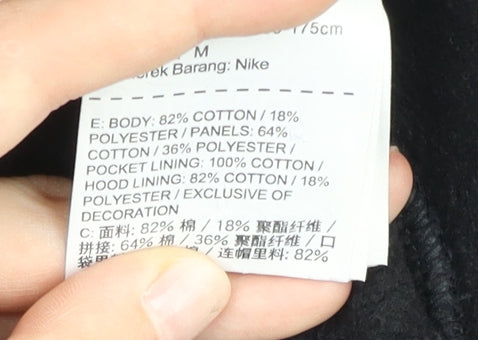 175cm
M
Barang: Nike
E: BODY: 82% COTTON / 18%
POLYESTER / PANELS: 64%
COTTON / 36% POLYESTER /
POCKET LINING: 100% COTTON /
HOOD LINING: 82% COTTON / 18%
POLYESTER / EXCLUSIVE OF
DECORATION
C: 面料: 82% 棉 / 18% 聚酯纤维 /
拼接: 64% 棉 / 36% 聚酯纤维 / 口
棉 / 连帽里料: 82%